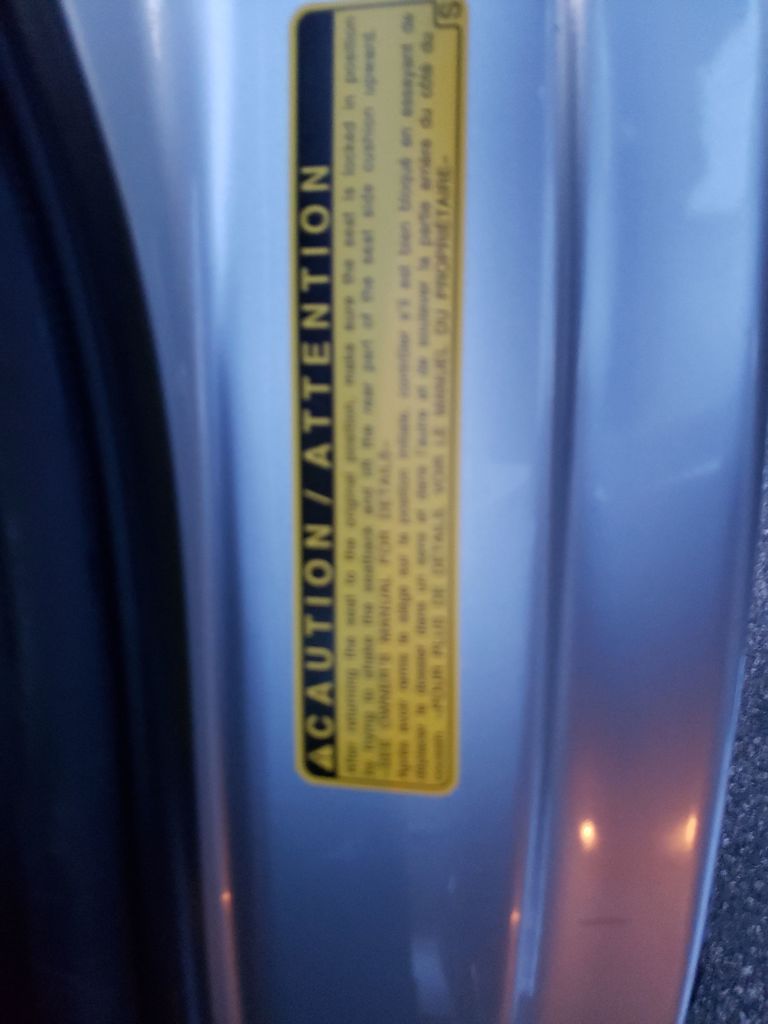 CAUTION / ATTENTION
After returning the seat to the original position, make sure the seat is locked in position
by trying to shake the seatback and lift the rear part of the seat side cushion upward.
-SEE OWNER'S MANUAL FOR DETAILS-
Après avoir remis le siège sur la position initiale, contrôler s'il est bien bloqué en essayant de
le dossier dans un sens et dans l'autre et de soulever la partie arrière du côté du
coussin. -POUR PLUS DE DETAILS, VOIR LE MANUEL DU PROPRIÉTAIRE-
S